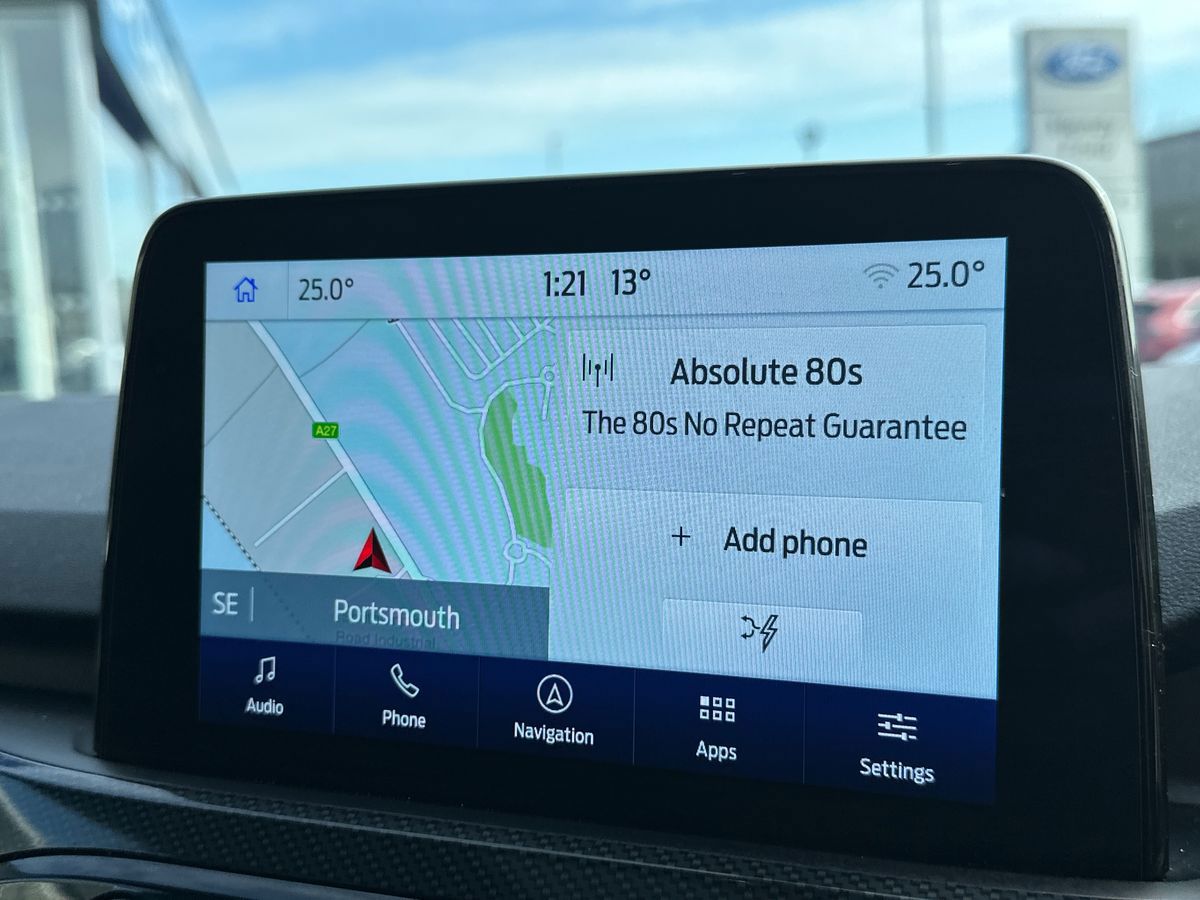 Ford
25.0°
1:21 13°
25.0°
Absolute 80s
The 80s No Repeat Guarantee
A27
Add phone
SE
Portsmouth
Road Industrial
Audio
Phone
Navigation
Apps
Settings